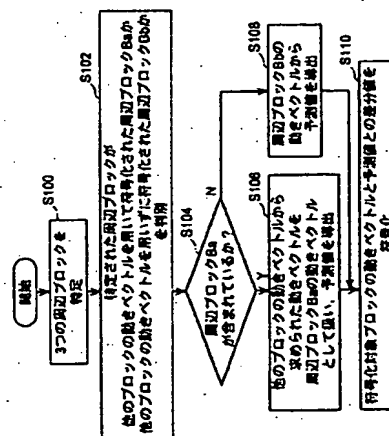 開始
S100
3つの周辺ブロックを
特定
S102
特定された周辺ブロックが
他のブロックの動きベクトルを用いて符号化された周辺ブロックBaか
他のブロックの動きベクトルを用いずに符号化された周辺ブロックBbか
を判別
S104
周辺ブロックBa
が含まれているか?
Y
N
S106
他のブロックの動きベクトルから
求められた動きベクトルを
周辺ブロックBaの動きベクトル
として扱い、予測値を導出
S108
周辺ブロックBbの
動きベクトルから
予測値を導出
S110
符号化対象ブロックの動きベクトルと予測値との差分値を
符号化